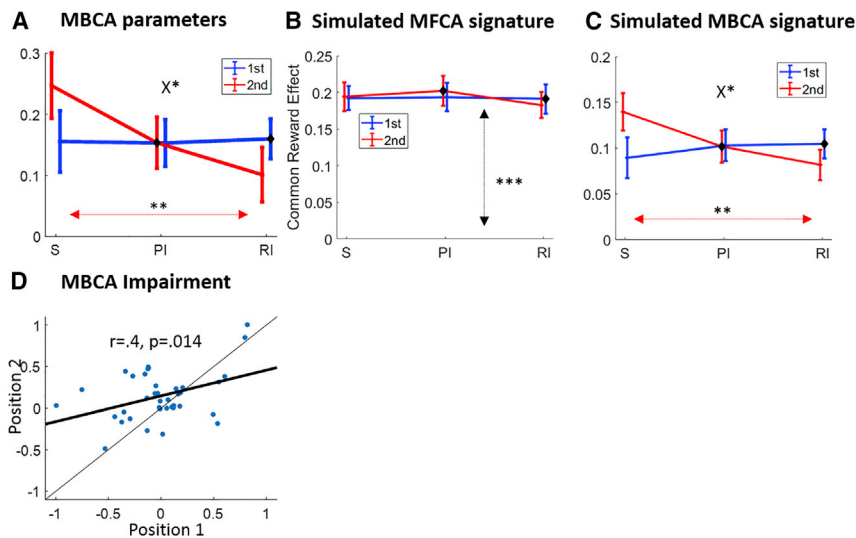 A MBCA parameters
0.3
0.2
0.1
0
X*
1st
2nd
**
S PI RI
B Simulated MFCA signature
Common Reward Effect
0.25
0.2
0.15
0.1
0.05
0
1st
2nd
***
S PI RI
C Simulated MBCA signature
0.2
0.15
0.1
0.05
0
X*
1st
2nd
**
S PI RI
D MBCA Impairment
Position 2
1
0.5
0
-0.5
-1
r=.4, p=.014
-1 -0.5 0 0.5 1
Position 1